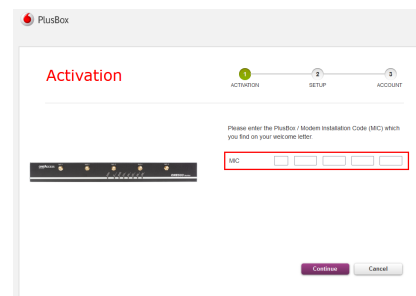 PlusBox
Activation
1
2
3
ACTIVATION
SETUP
ACCOUNT
Please enter the PlusBox / Modem Installation Code (MIC) which
you find on your welcome letter
MIC
Continue
Cancel